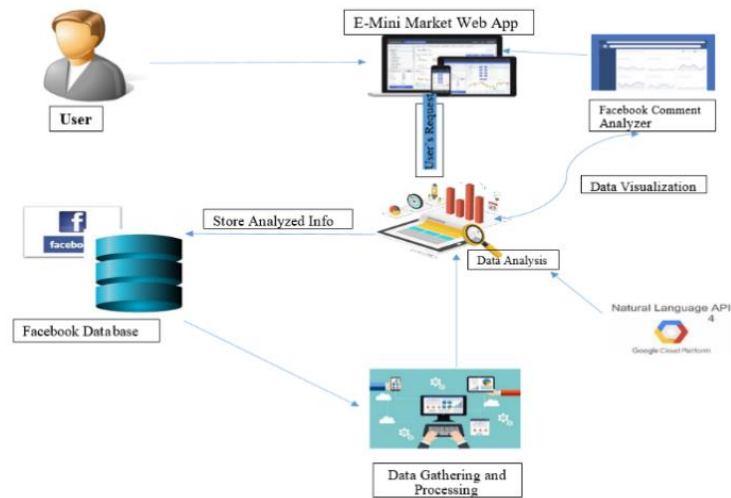 E-Mini Market Web App
User
User's Request
Facebook Comment
Analyzer
Data Visualization
Store Analyzed Info
f
facebook
Data Analysis
Natural Language API
4
Google Cloud Platform
Facebook Database
Data Gathering and
Processing